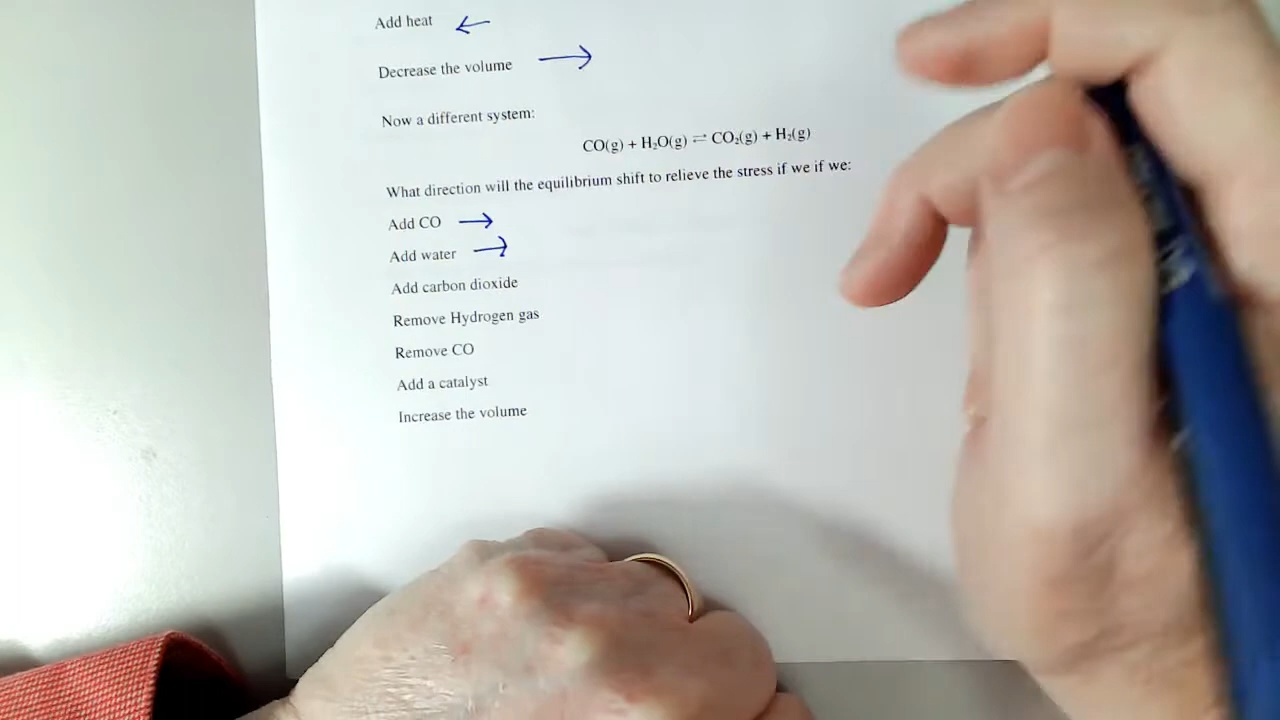 Add heat ←
Decrease the volume →
Now a different system:
CO(g) + H₂O(g) ⇌ CO₂(g) + H₂(g)
What direction will the equilibrium shift to relieve the stress if we if we:
Add CO →
Add water →
Add carbon dioxide
Remove Hydrogen gas
Remove CO
Add a catalyst
Increase the volume